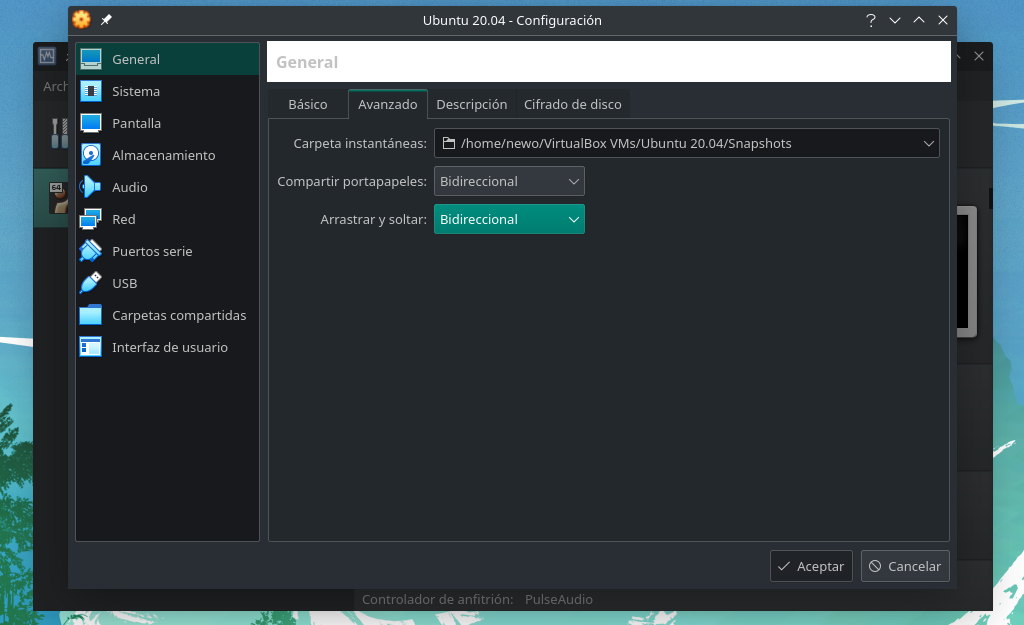 Ubuntu 20.04 - Configuración
Arch
64
General
Sistema
Pantalla
Almacenamiento
Audio
Red
Puertos serie
USB
Carpetas compartidas
Interfaz de usuario
General
Básico Avanzado Descripción Cifrado de disco
Carpeta instantáneas: /home/newo/VirtualBox VMs/Ubuntu 20.04/Snapshots
Compartir portapapeles: Bidireccional
Arrastrar y soltar: Bidireccional
Aceptar Cancelar
Controlador de anfitrión: PulseAudio